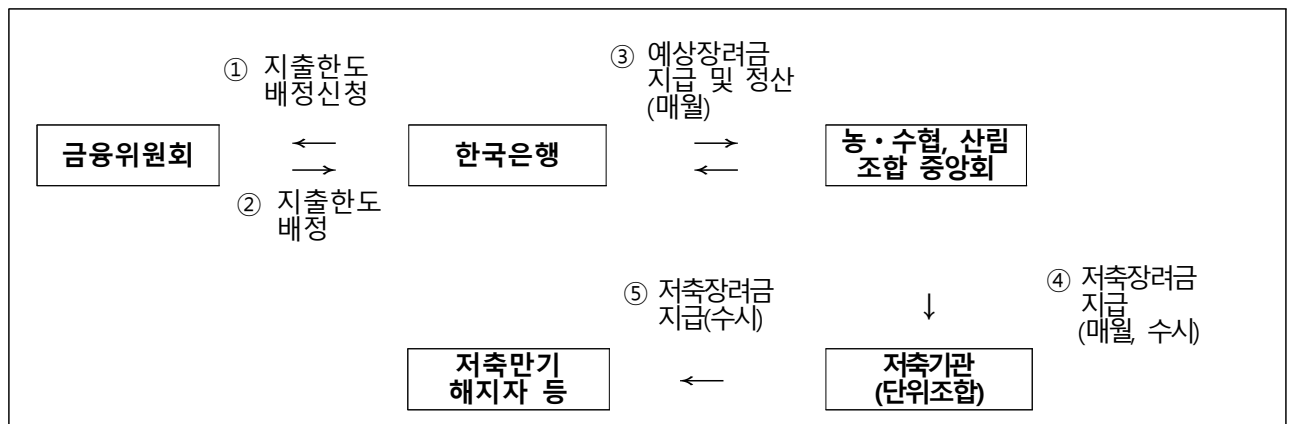 ① 지출한도
배정신청
③ 예상장려금
지급 및 정산
(매월)
금융위원회
←
→
한국은행
→
←
농・수협, 산림
조합 중앙회
② 지출한도
배정
⑤ 저축장려금
지급(수시)
↓
④ 저축장려금
지급
(매월, 수시)
저축만기
해지자 등
←
저축기관
(단위조합)